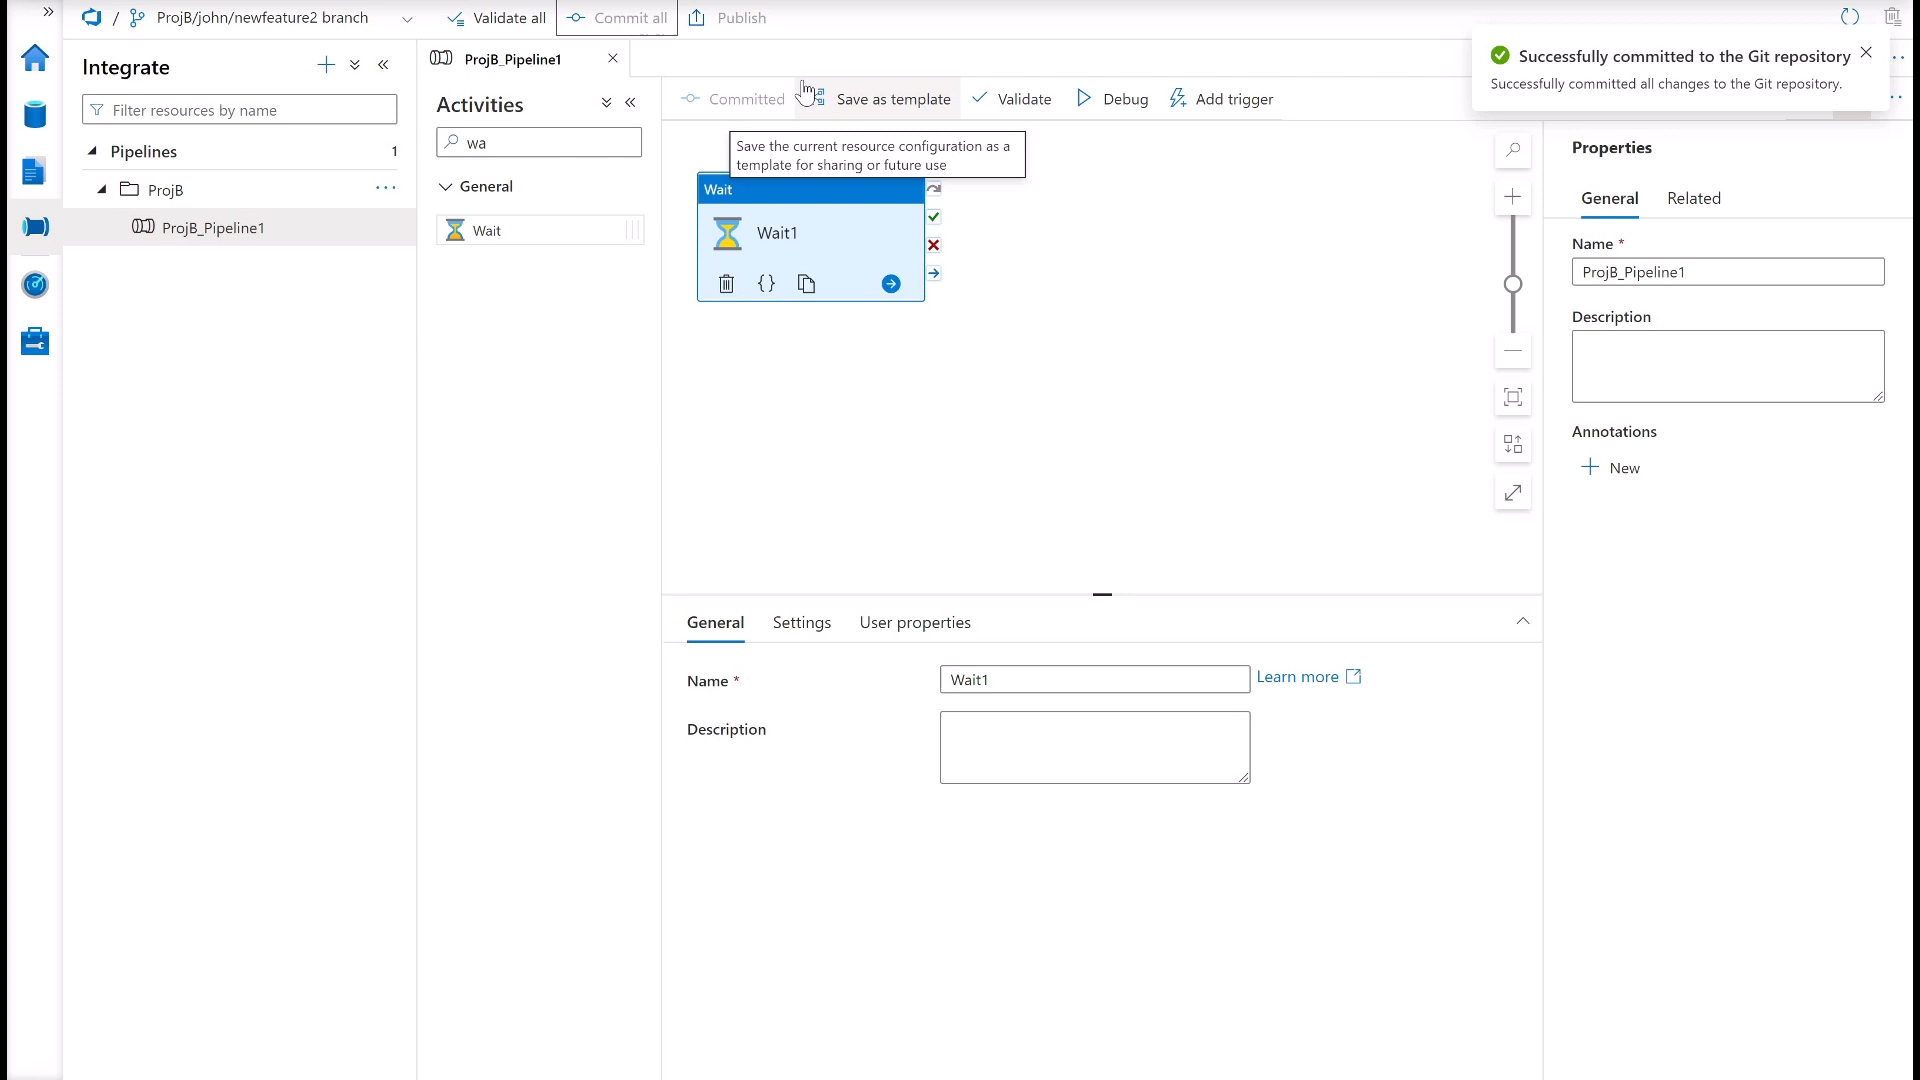 / ProjB/john/newfeature2 branch
Validate all
Commit all
Publish
Successfully committed to the Git repository
Successfully committed all changes to the Git repository.
Integrate
Filter resources by name
Pipelines 1
ProjB
ProjB_Pipeline1
ProjB_Pipeline1
Activities
wa
General
Wait
Committed
Save as template
Validate
Debug
Add trigger
Save the current resource configuration as a
template for sharing or future use
Wait
Wait1
{}
Properties
General Related
Name *
ProjB_Pipeline1
Description
Annotations
New
General Settings User properties
Name * Wait1 Learn more
Description